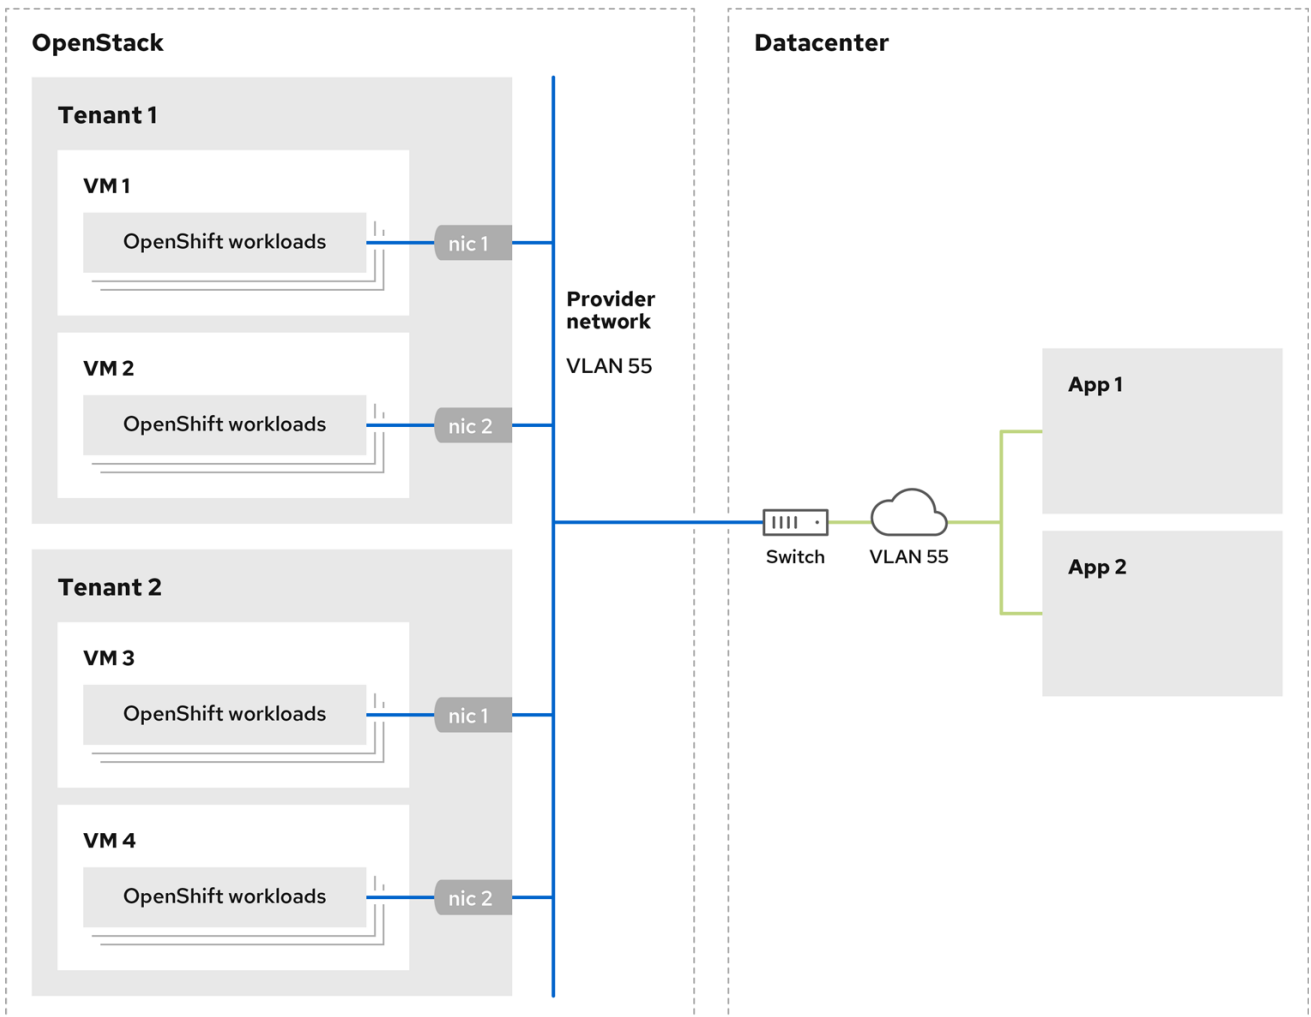 OpenStack
Tenant 1
VM 1
OpenShift workloads
nic 1
VM 2
OpenShift workloads
nic 2
Tenant 2
VM 3
OpenShift workloads
nic 1
VM 4
OpenShift workloads
nic 2
Provider
network
VLAN 55
Datacenter
Switch
VLAN 55
App 1
App 2